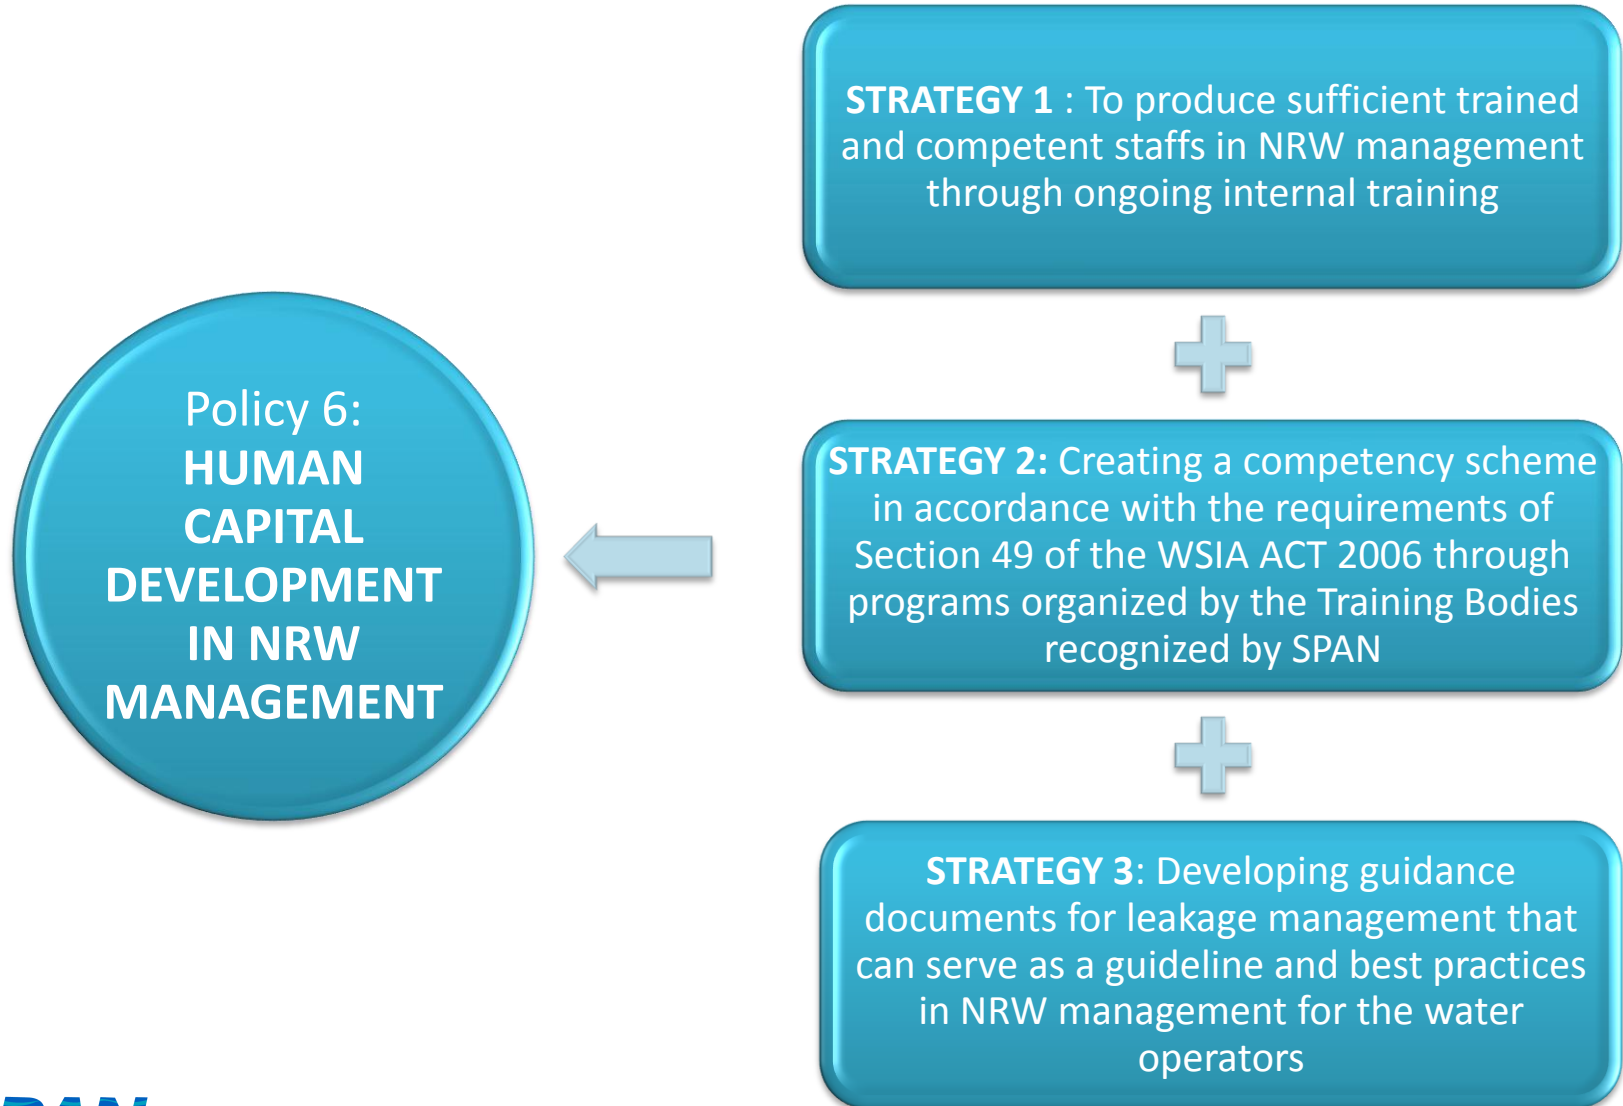 STRATEGY 1 : To produce sufficient trained
and competent staffs in NRW management
through ongoing internal training
Policy 6:
HUMAN
CAPITAL
DEVELOPMENT
IN NRW
MANAGEMENT
STRATEGY 2: Creating a competency scheme
in accordance with the requirements of
Section 49 of the WSIA ACT 2006 through
programs organized by the Training Bodies
recognized by SPAN
STRATEGY 3: Developing guidance
documents for leakage management that
can serve as a guideline and best practices
in NRW management for the water
operators